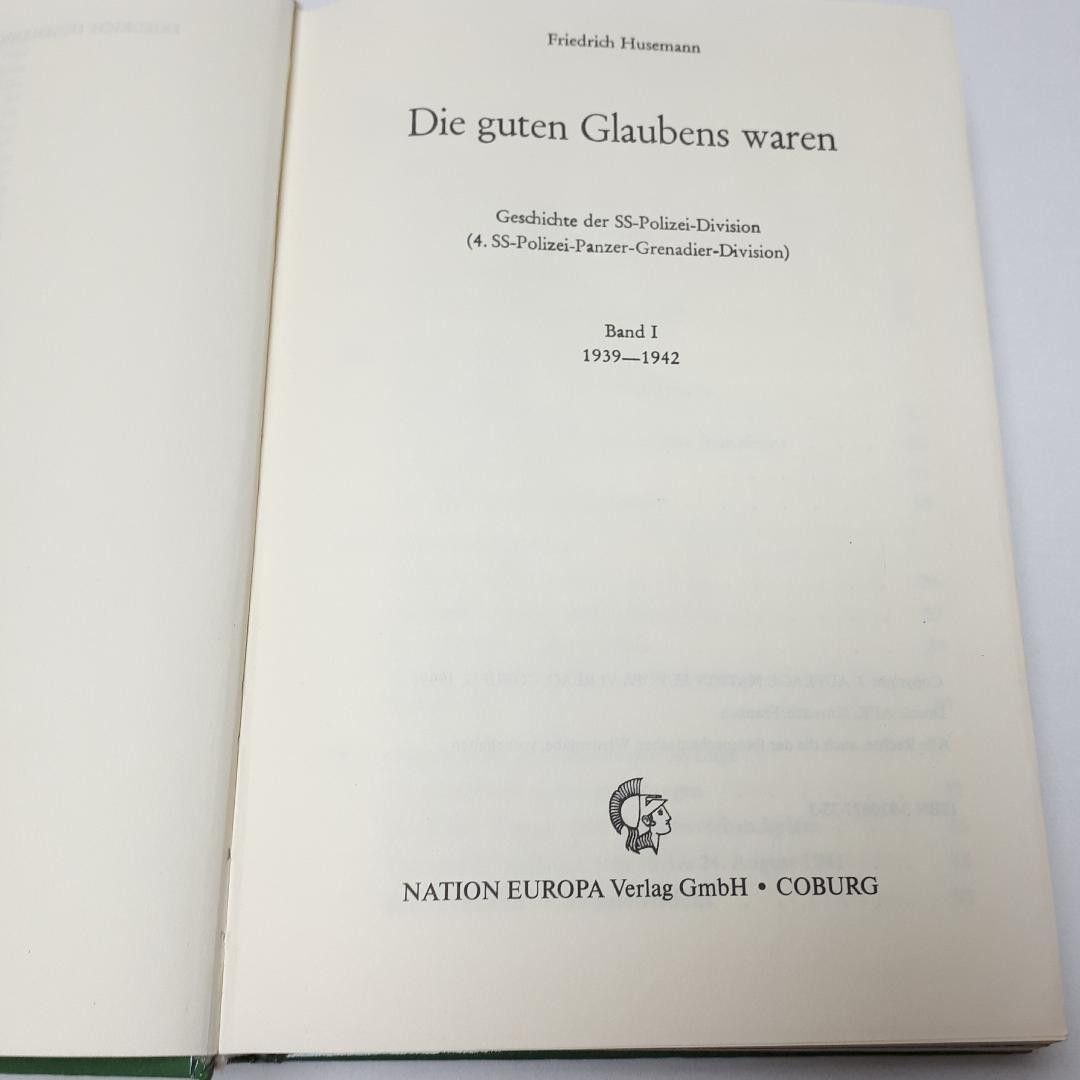 Friedrich Husemann
Die guten Glaubens waren
Geschichte der SS-Polizei-Division
(4. SS-Polizei-Panzer-Grenadier-Division)
Band I
1939—1942
NATION EUROPA Verlag GmbH • COBURG